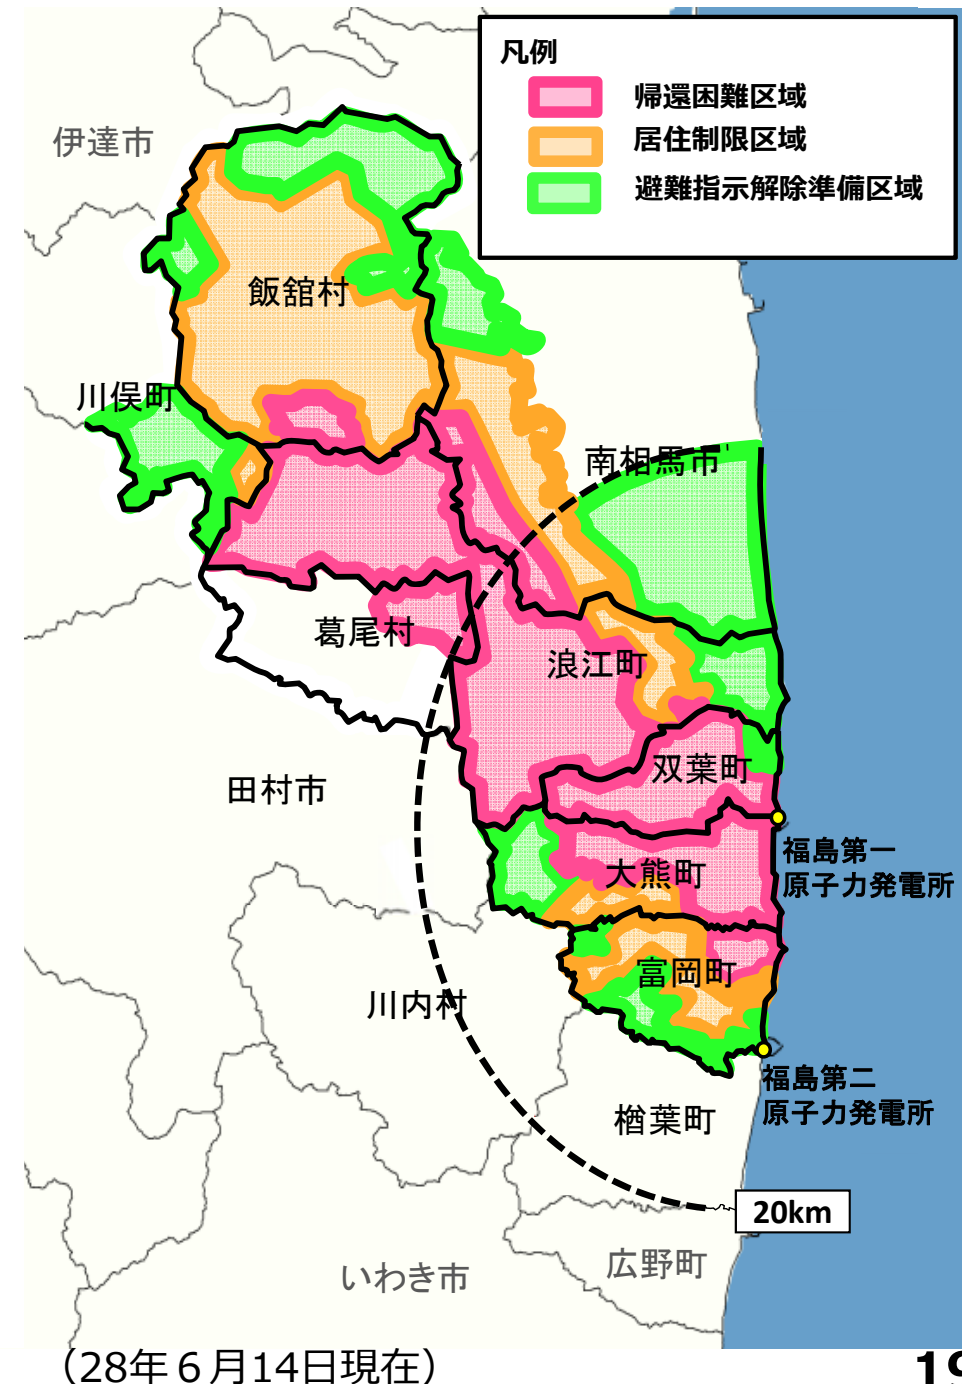 凡例
帰還困難区域
居住制限区域
避難指示解除準備区域
伊達市
飯舘村
川俣町
南相馬市
葛尾村
浪江町
双葉町
田村市
福島第一
原子力発電所
大熊町
富岡町
川内村
福島第二
原子力発電所
楢葉町
20km
広野町
いわき市
（28年６月14日現在）
19